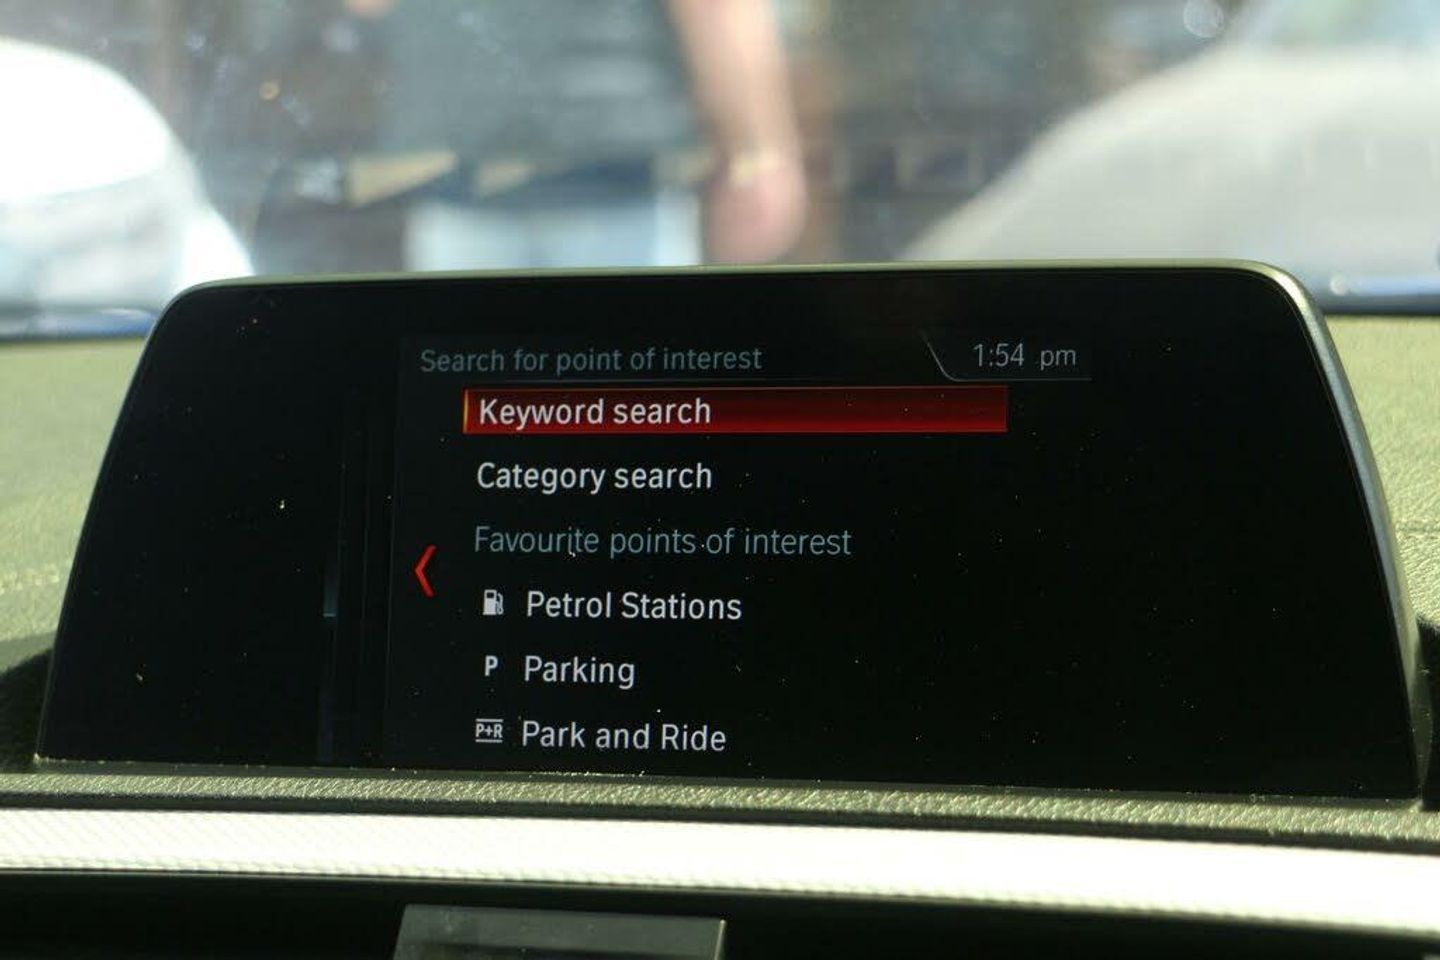 Search for point of interest
1:54 pm
Keyword search
Category search
Favourite points of interest
Petrol Stations
P Parking
P+R Park and Ride